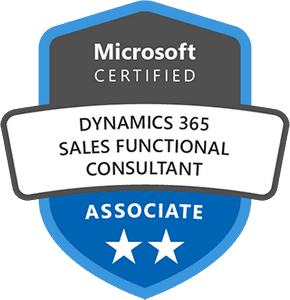 Microsoft
CERTIFIED
DYNAMICS 365
SALES FUNCTIONAL
CONSULTANT
ASSOCIATE